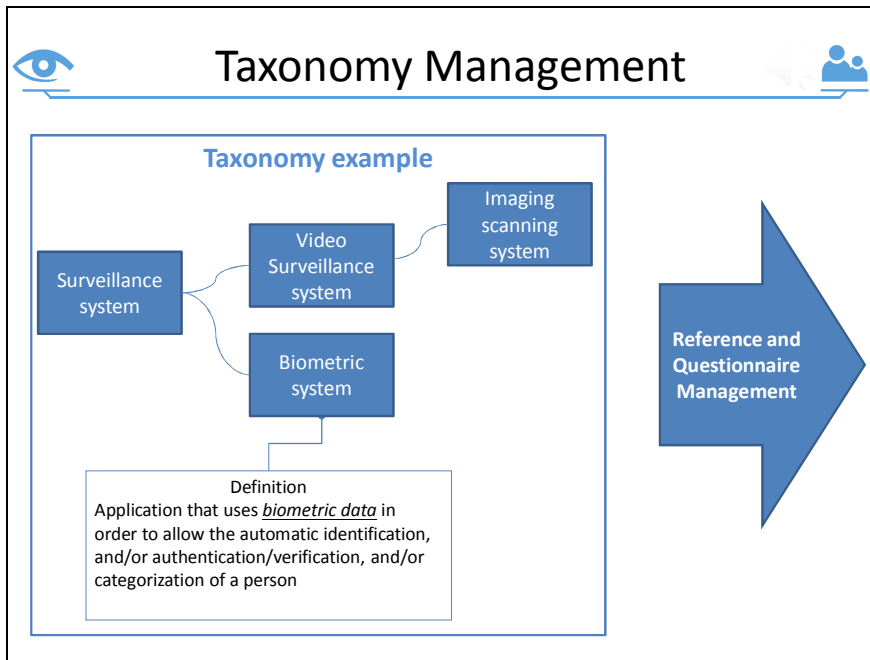 Taxonomy Management
Taxonomy example
Imaging
scanning
system
Video
Surveillance
system
Surveillance
system
Biometric
system
Reference and
Questionnaire
Management
Definition
Application that uses biometric data in
order to allow the automatic identification,
and/or authentication/verification, and/or
categorization of a person